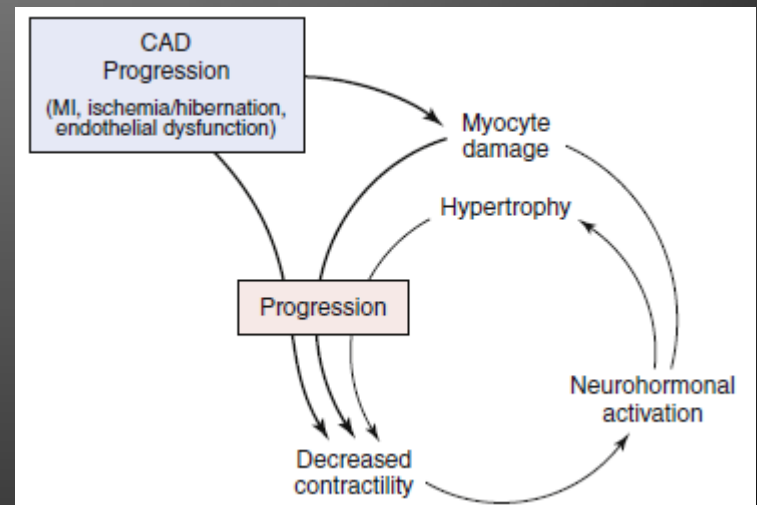 CAD
Progression
(MI, ischemia/hibernation,
endothelial dysfunction)
Myocyte
damage
Hypertrophy
Progression
Neurohormonal
activation
Decreased
contractility